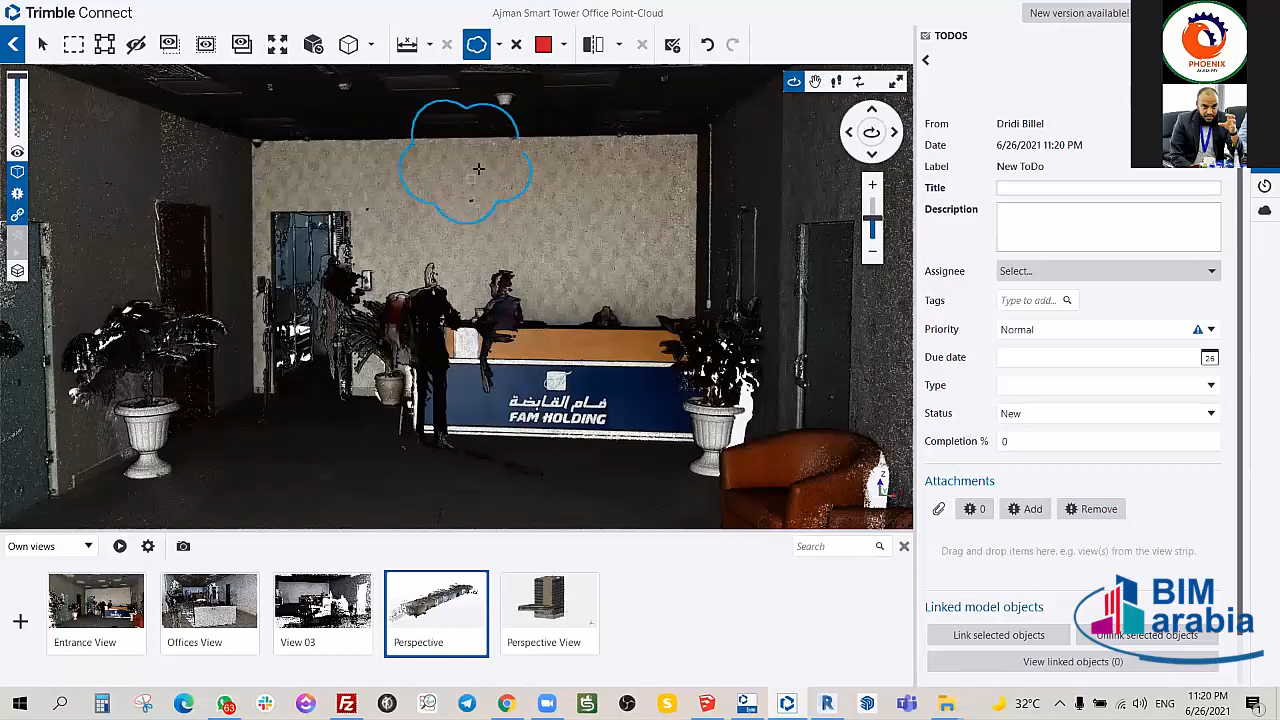 Trimble Connect
Ajman Smart Tower Office Point-Cloud
New version available!
PHOENIX
TODOS
From Dridi Billel
Date 6/26/2021 11:20 PM
Label New ToDo
Title
Description
Assignee Select...
Tags Type to add...
Priority Normal
Due date 26
Type
Status New
Completion % 0
Attachments
0 Add Remove
Drag and drop items here. e.g. view(s) from the view strip.
Linked model objects
Link selected objects Unlink selected objects
View linked objects (0)
BIM
arabia
فام القابضة
FAM HOLDING
Z
Own views
Search
Entrance View
Offices View
View 03
Perspective
Perspective View
63
32°C
ENG
11:20 PM
6/26/2021